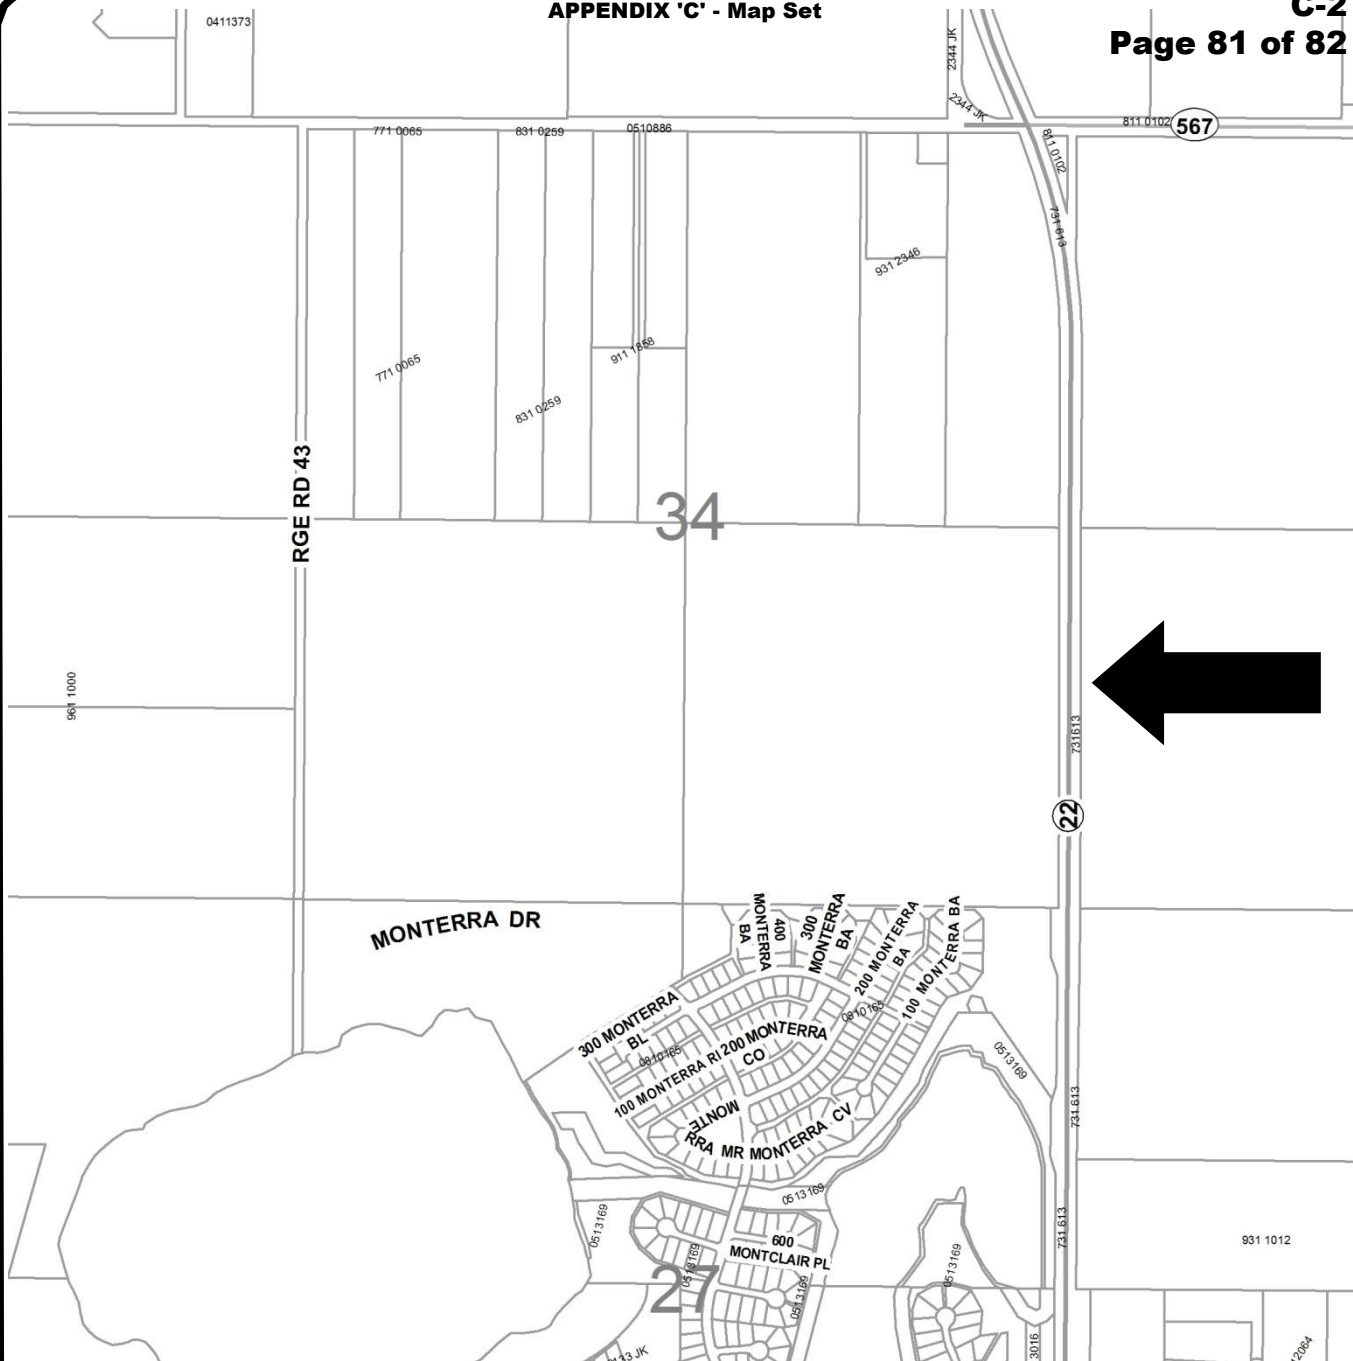 APPENDIX 'C' - Map Set
C-2
Page 81 of 82
0411373
2344 JK
2344 JK
771 0065
831 0259
0510886
811 0102
567
811 0102
731 613
931 2346
911 1858
771 0065
831 0259
RGE RD 43
34
961 1000
731613
22
MONTERRA DR
400
MONTERRA
BA
300
MONTERRA
BA
200 MONTERRA
BA
100 MONTERRA BA
300 MONTERRA
BL
0810165
0810165
200 MONTERRA
CO
100 MONTERRA RI
0513169
MONTE
RRA MR
MONTERRA CV
731 613
0513169
0513169
731 613
600
MONTCLAIR PL
931 1012
0513169
0513169
0513169
27
3016